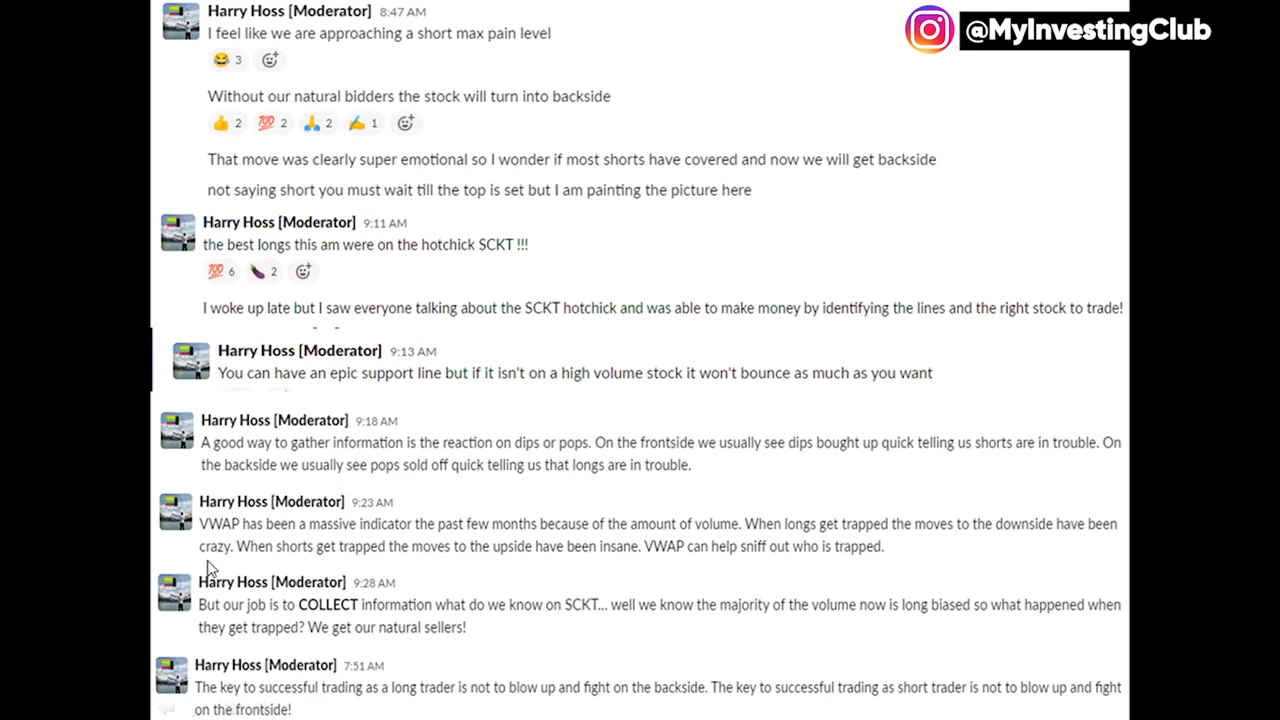 Harry Hoss [Moderator] 8:47 AM
@MyInvestingClub
I feel like we are approaching a short max pain level
😂 3
Without our natural bidders the stock will turn into backside
👍 2 💯 2 🙏 2 ✍ 1
That move was clearly super emotional so I wonder if most shorts have covered and now we will get backside
not saying short you must wait till the top is set but I am painting the picture here
Harry Hoss [Moderator] 9:11 AM
the best longs this am were on the hotchick SCKT !!!
💯 6 🍆 2
I woke up late but I saw everyone talking about the SCKT hotchick and was able to make money by identifying the lines and the right stock to trade!
Harry Hoss [Moderator] 9:13 AM
You can have an epic support line but if it isn't on a high volume stock it won't bounce as much as you want
Harry Hoss [Moderator] 9:18 AM
A good way to gather information is the reaction on dips or pops. On the frontside we usually see dips bought up quick telling us shorts are in trouble. On
the backside we usually see pops sold off quick telling us that longs are in trouble.
Harry Hoss [Moderator] 9:23 AM
VWAP has been a massive indicator the past few months because of the amount of volume. When longs get trapped the moves to the downside have been
crazy. When shorts get trapped the moves to the upside have been insane. VWAP can help sniff out who is trapped.
Harry Hoss [Moderator] 9:28 AM
But our job is to COLLECT information what do we know on SCKT... well we know the majority of the volume now is long biased so what happened when
they get trapped? We get our natural sellers!
Harry Hoss [Moderator] 7:51 AM
The key to successful trading as a long trader is not to blow up and fight on the backside. The key to successful trading as short trader is not to blow up and fight
on the frontside!